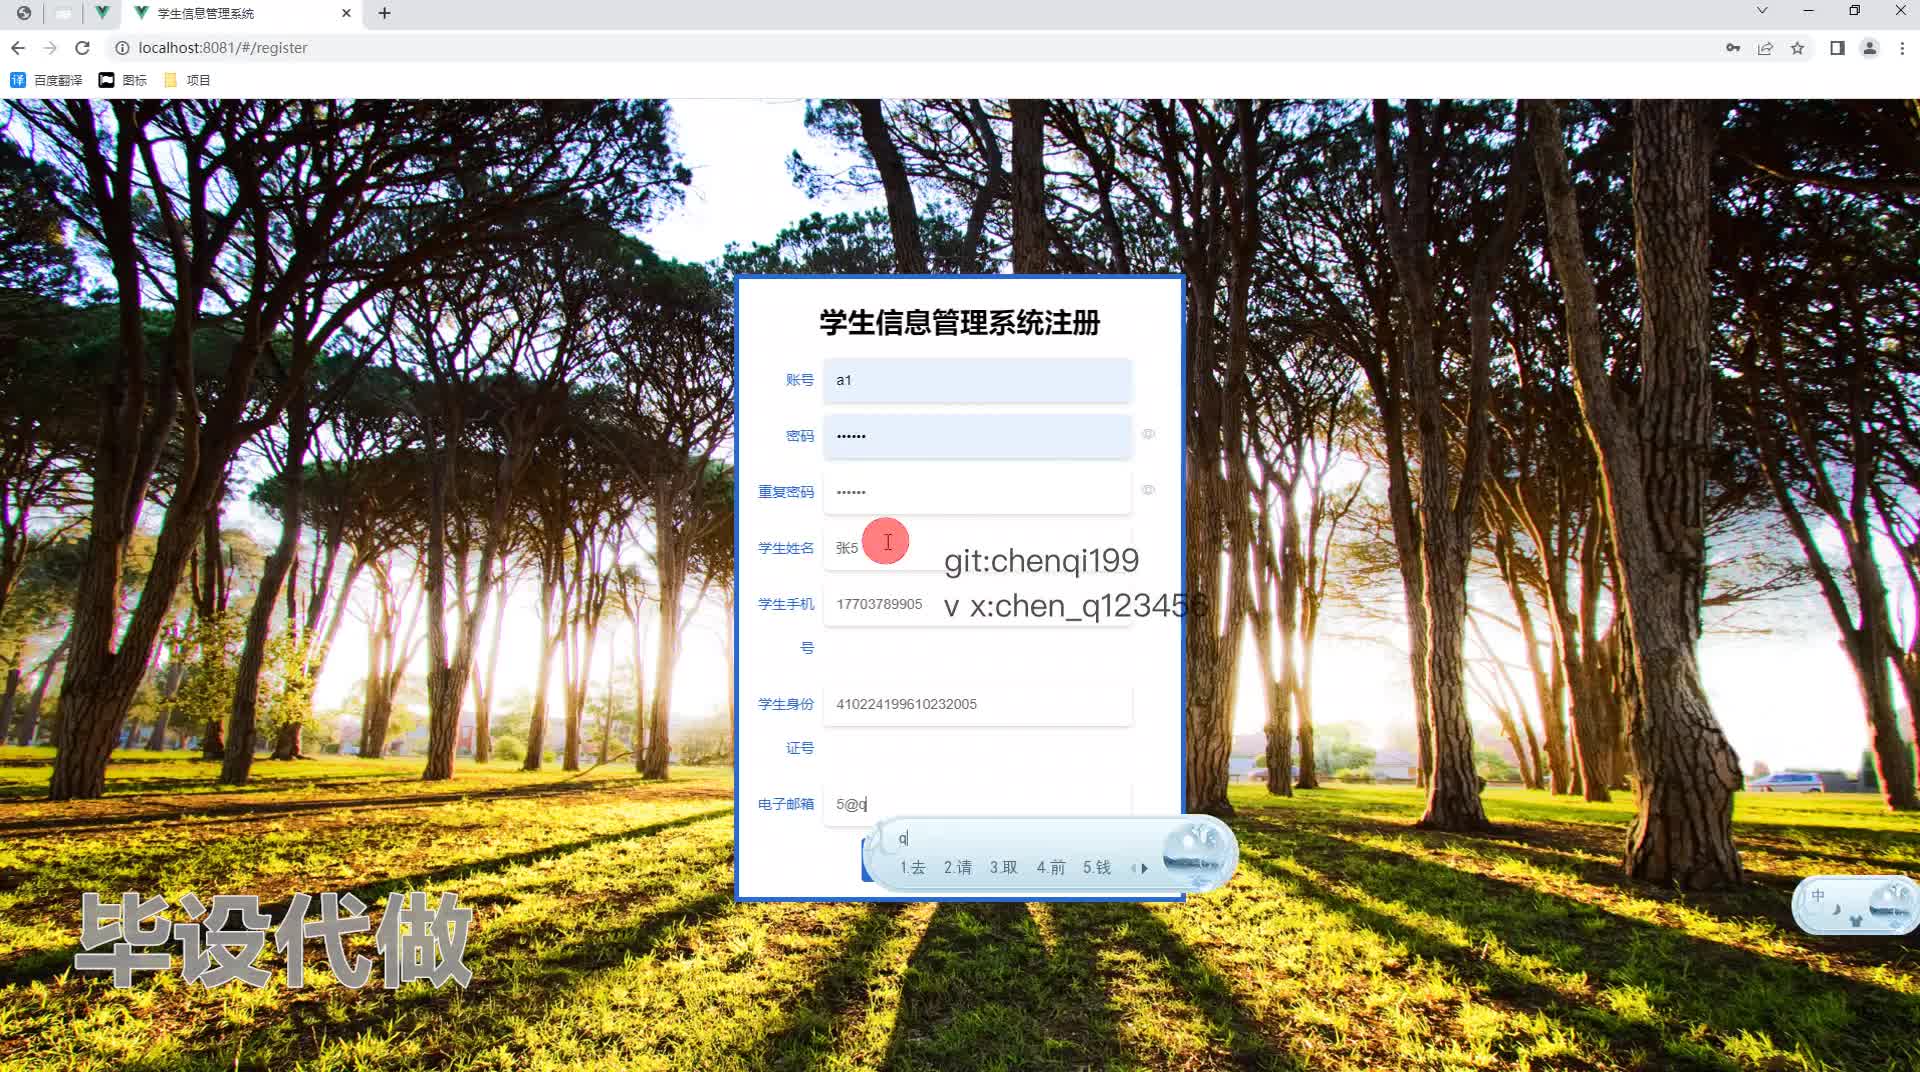 学生信息管理系统
localhost:8081/#/register
译 百度翻译 图标 项目
学生信息管理系统注册
账号 a1
密码 ••••••
重复密码 ••••••
学生姓名 张5
git:chenqi199
学生手机号 17703789905
v x:chen_q123456
学生身份证号 410224199610232005
电子邮箱 5@q
q
1.去 2.请 3.取 4.前 5.钱
中
毕设代做